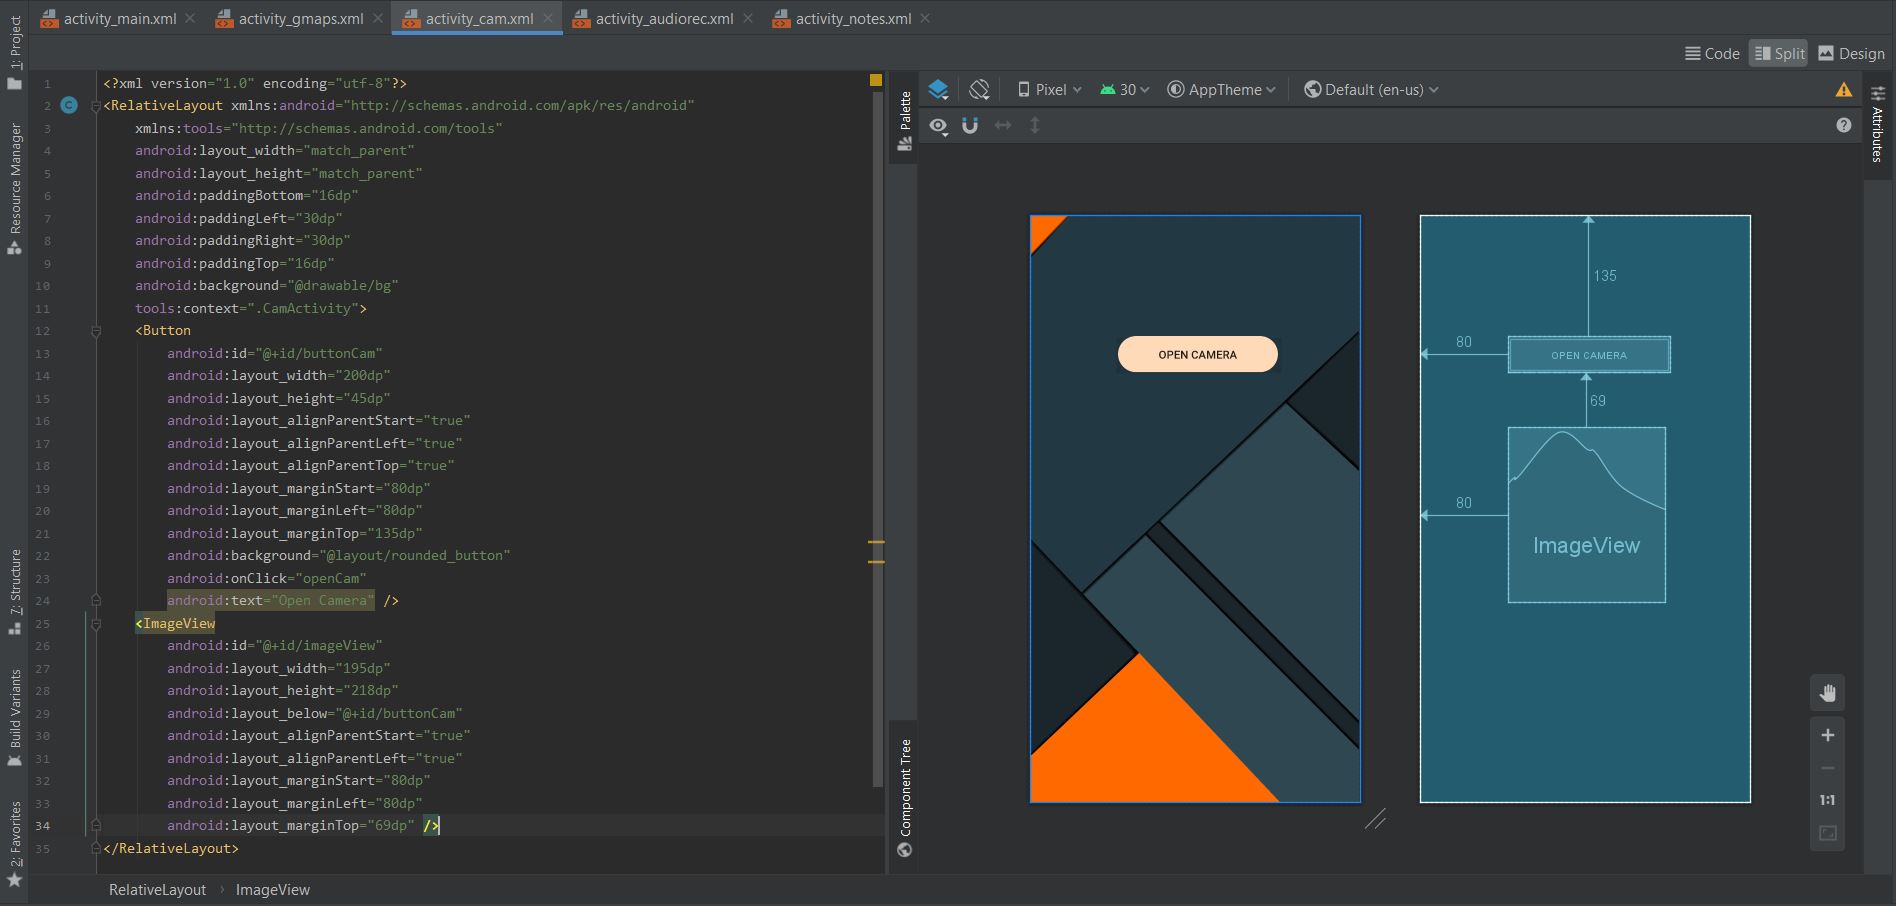 activity_main.xml
activity_gmaps.xml
activity_cam.xml
activity_audiorec.xml
activity_notes.xml
Code
Split
Design
1: Project
Resource Manager
7: Structure
Build Variants
2: Favorites
1 <?xml version="1.0" encoding="utf-8"?>
2 <RelativeLayout xmlns:android="http://schemas.android.com/apk/res/android"
3 xmlns:tools="http://schemas.android.com/tools"
4 android:layout_width="match_parent"
5 android:layout_height="match_parent"
6 android:paddingBottom="16dp"
7 android:paddingLeft="30dp"
8 android:paddingRight="30dp"
9 android:paddingTop="16dp"
10 android:background="@drawable/bg"
11 tools:context=".CamActivity">
12 <Button
13 android:id="@+id/buttonCam"
14 android:layout_width="200dp"
15 android:layout_height="45dp"
16 android:layout_alignParentStart="true"
17 android:layout_alignParentLeft="true"
18 android:layout_alignParentTop="true"
19 android:layout_marginStart="80dp"
20 android:layout_marginLeft="80dp"
21 android:layout_marginTop="135dp"
22 android:background="@layout/rounded_button"
23 android:onClick="openCam"
24 android:text="Open Camera" />
25 <ImageView
26 android:id="@+id/imageView"
27 android:layout_width="195dp"
28 android:layout_height="218dp"
29 android:layout_below="@+id/buttonCam"
30 android:layout_alignParentStart="true"
31 android:layout_alignParentLeft="true"
32 android:layout_marginStart="80dp"
33 android:layout_marginLeft="80dp"
34 android:layout_marginTop="69dp" />
35 </RelativeLayout>
C
Palette
Component Tree
Pixel
30
AppTheme
Default (en-us)
?
Attributes
OPEN CAMERA
135
80
OPEN CAMERA
69
80
ImageView
1:1
RelativeLayout › ImageView